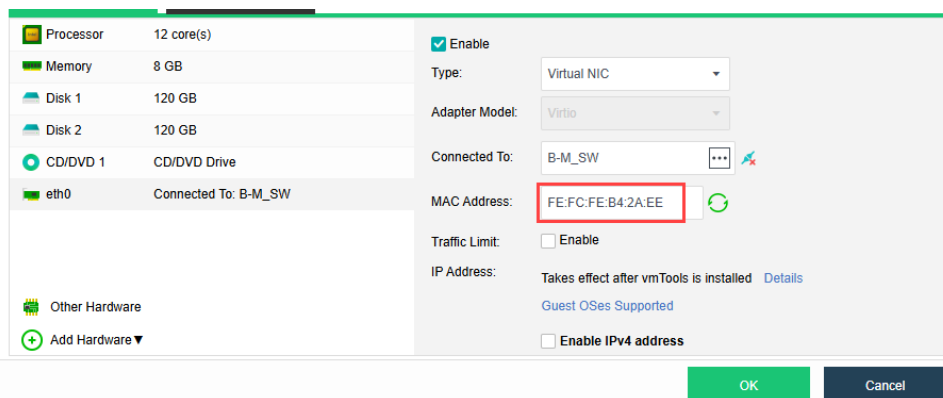 Processor 12 core(s)
Memory 8 GB
Disk 1 120 GB
Disk 2 120 GB
CD/DVD 1 CD/DVD Drive
eth0 Connected To: B-M_SW
Other Hardware
Add Hardware
Enable
Type: Virtual NIC
Adapter Model: Virtio
Connected To: B-M_SW
MAC Address: FE:FC:FE:B4:2A:EE
Traffic Limit: Enable
IP Address: Takes effect after vmTools is installed Details
Guest OSes Supported
Enable IPv4 address
OK Cancel